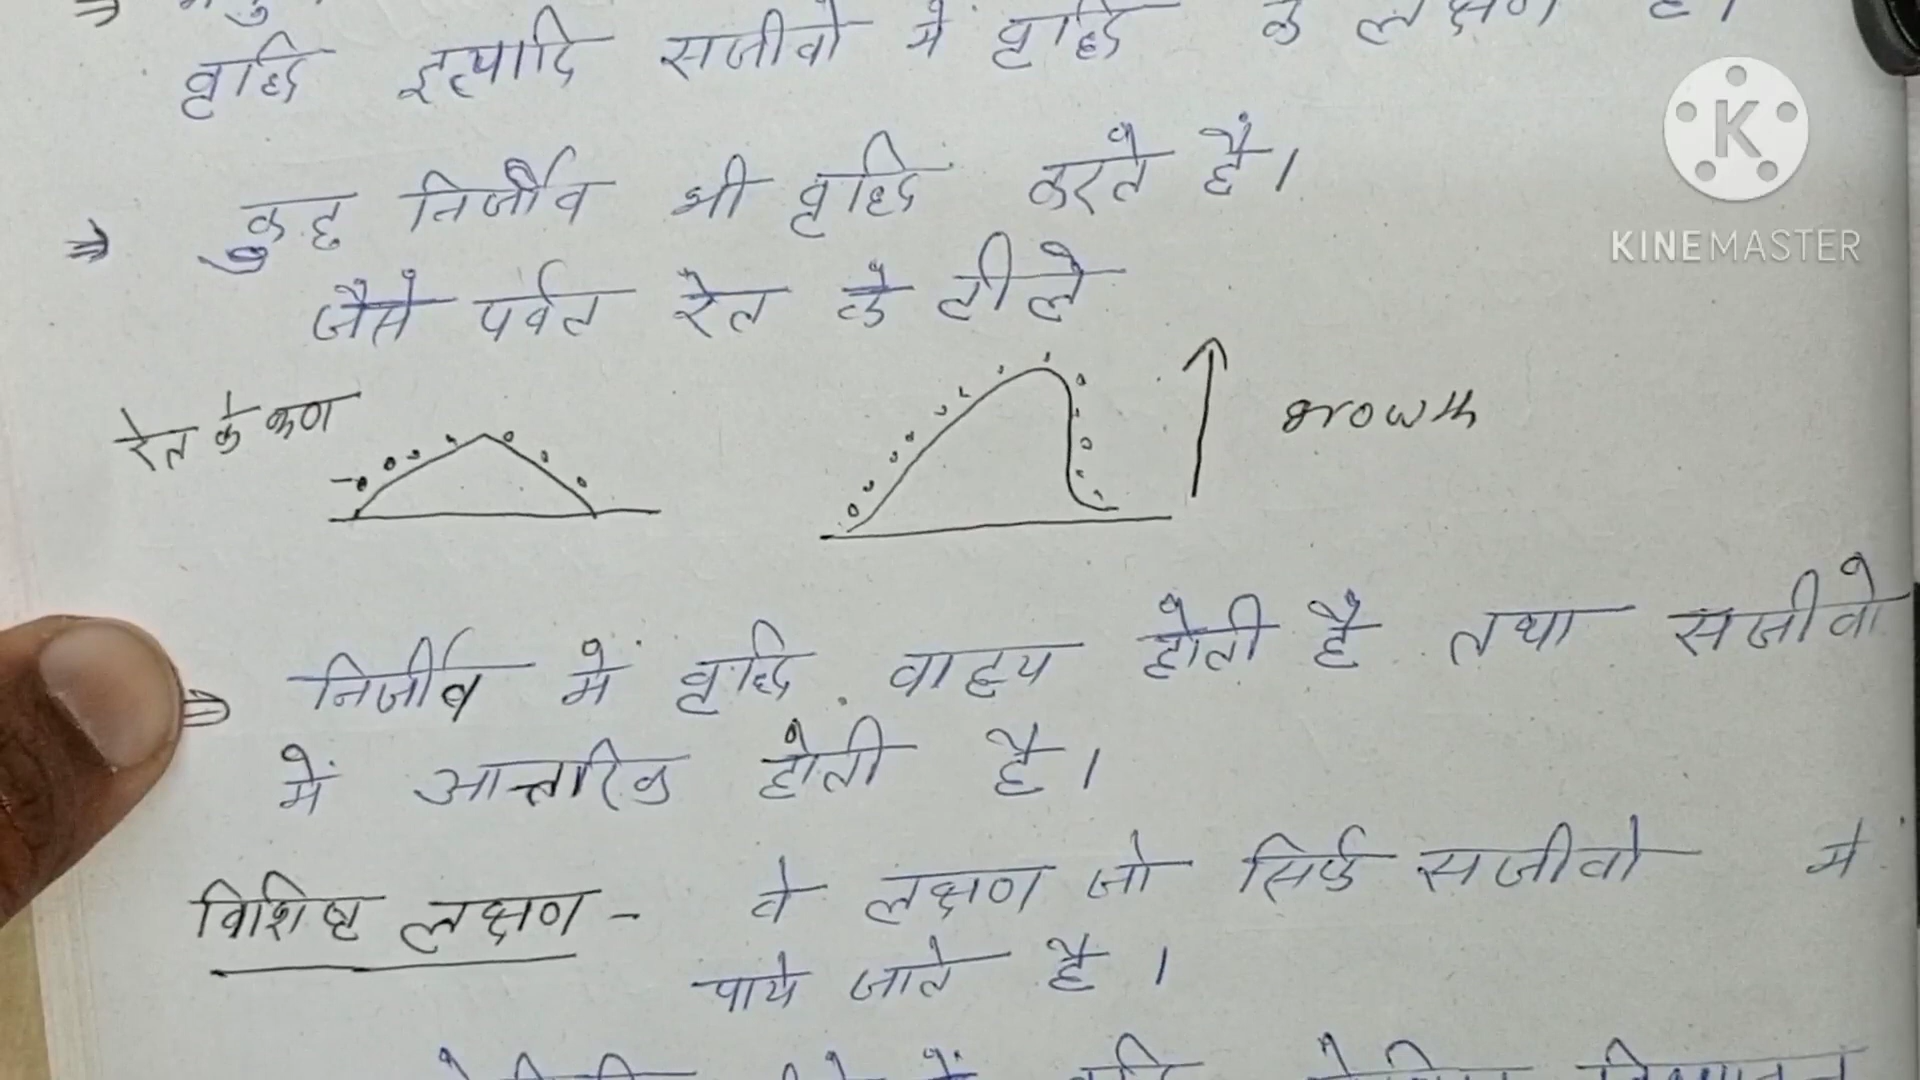 वृद्धि इत्यादि सजीवो में वृद्धि के लक्षण है।
⇒ कुछ निर्जीव भी वृद्धि करते हैं।
जैसे पर्वत रेत के टीले
रेत के कण
Growth
⇒ निर्जीव में वृद्धि वाहय होती है तथा सजीवो
में आन्तरिक होती है।
विशिष्ट लक्षण - वे लक्षण जो सिर्फ सजीवो में
पाये जाते है।
KINEMASTER